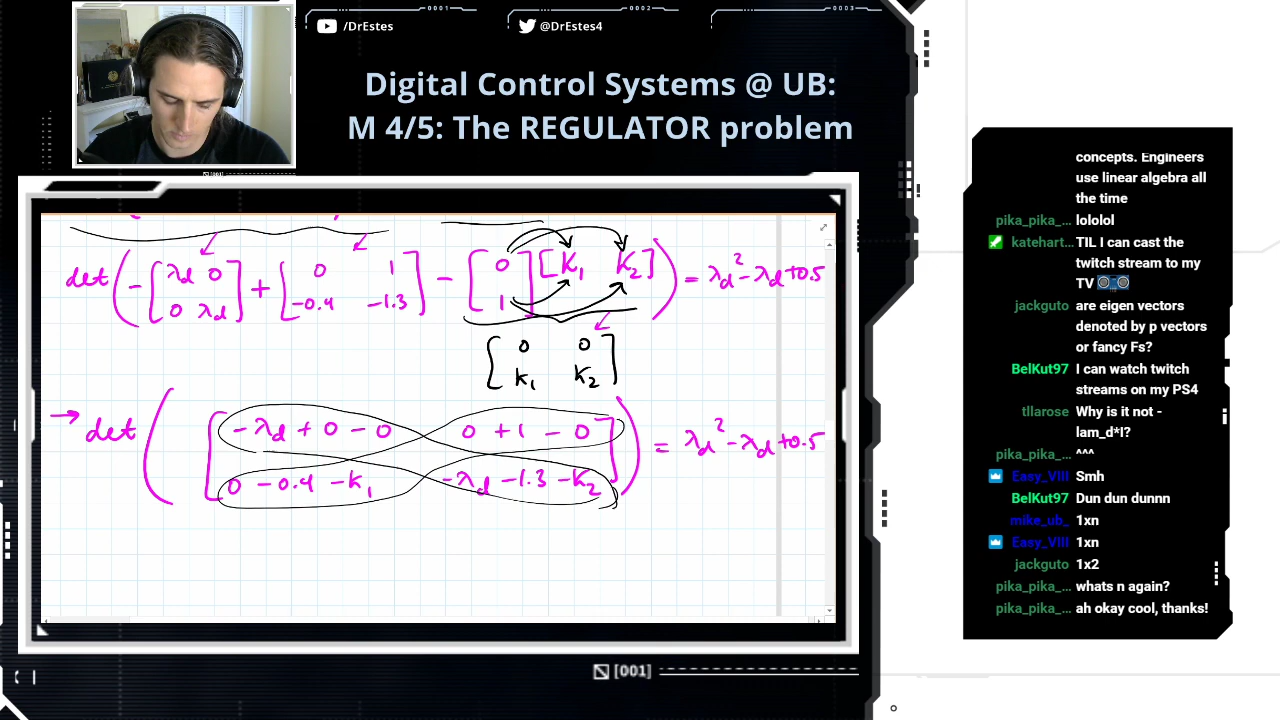 0001
0002
0003
/DrEstes
@DrEstes4
Digital Control Systems @ UB:
M 4/5: The REGULATOR problem
det(-[λd 0; 0 λd] + [0 1; -0.4 -1.3] - [0; 1][K1 K2]) = λd² - λd + 0.5
[0 0; K1 K2]
→ det([-λd + 0 - 0 0 + 1 - 0; 0 - 0.4 - K1 -λd - 1.3 - K2]) = λd² - λd + 0.5
[001]
[001]
concepts. Engineers
use linear algebra all
the time
pika_pika_... lololol
katehart... TIL I can cast the
twitch stream to my
TV
jackguto are eigen vectors
denoted by p vectors
or fancy Fs?
BelKut97 I can watch twitch
streams on my PS4
tllarose Why is it not -
lam_d*I?
pika_pika_... ^^^
Easy_VIII Smh
BelKut97 Dun dun dunnn
mike_ub_ 1xn
Easy_VIII 1xn
jackguto 1x2
pika_pika_... whats n again?
pika_pika_... ah okay cool, thanks!